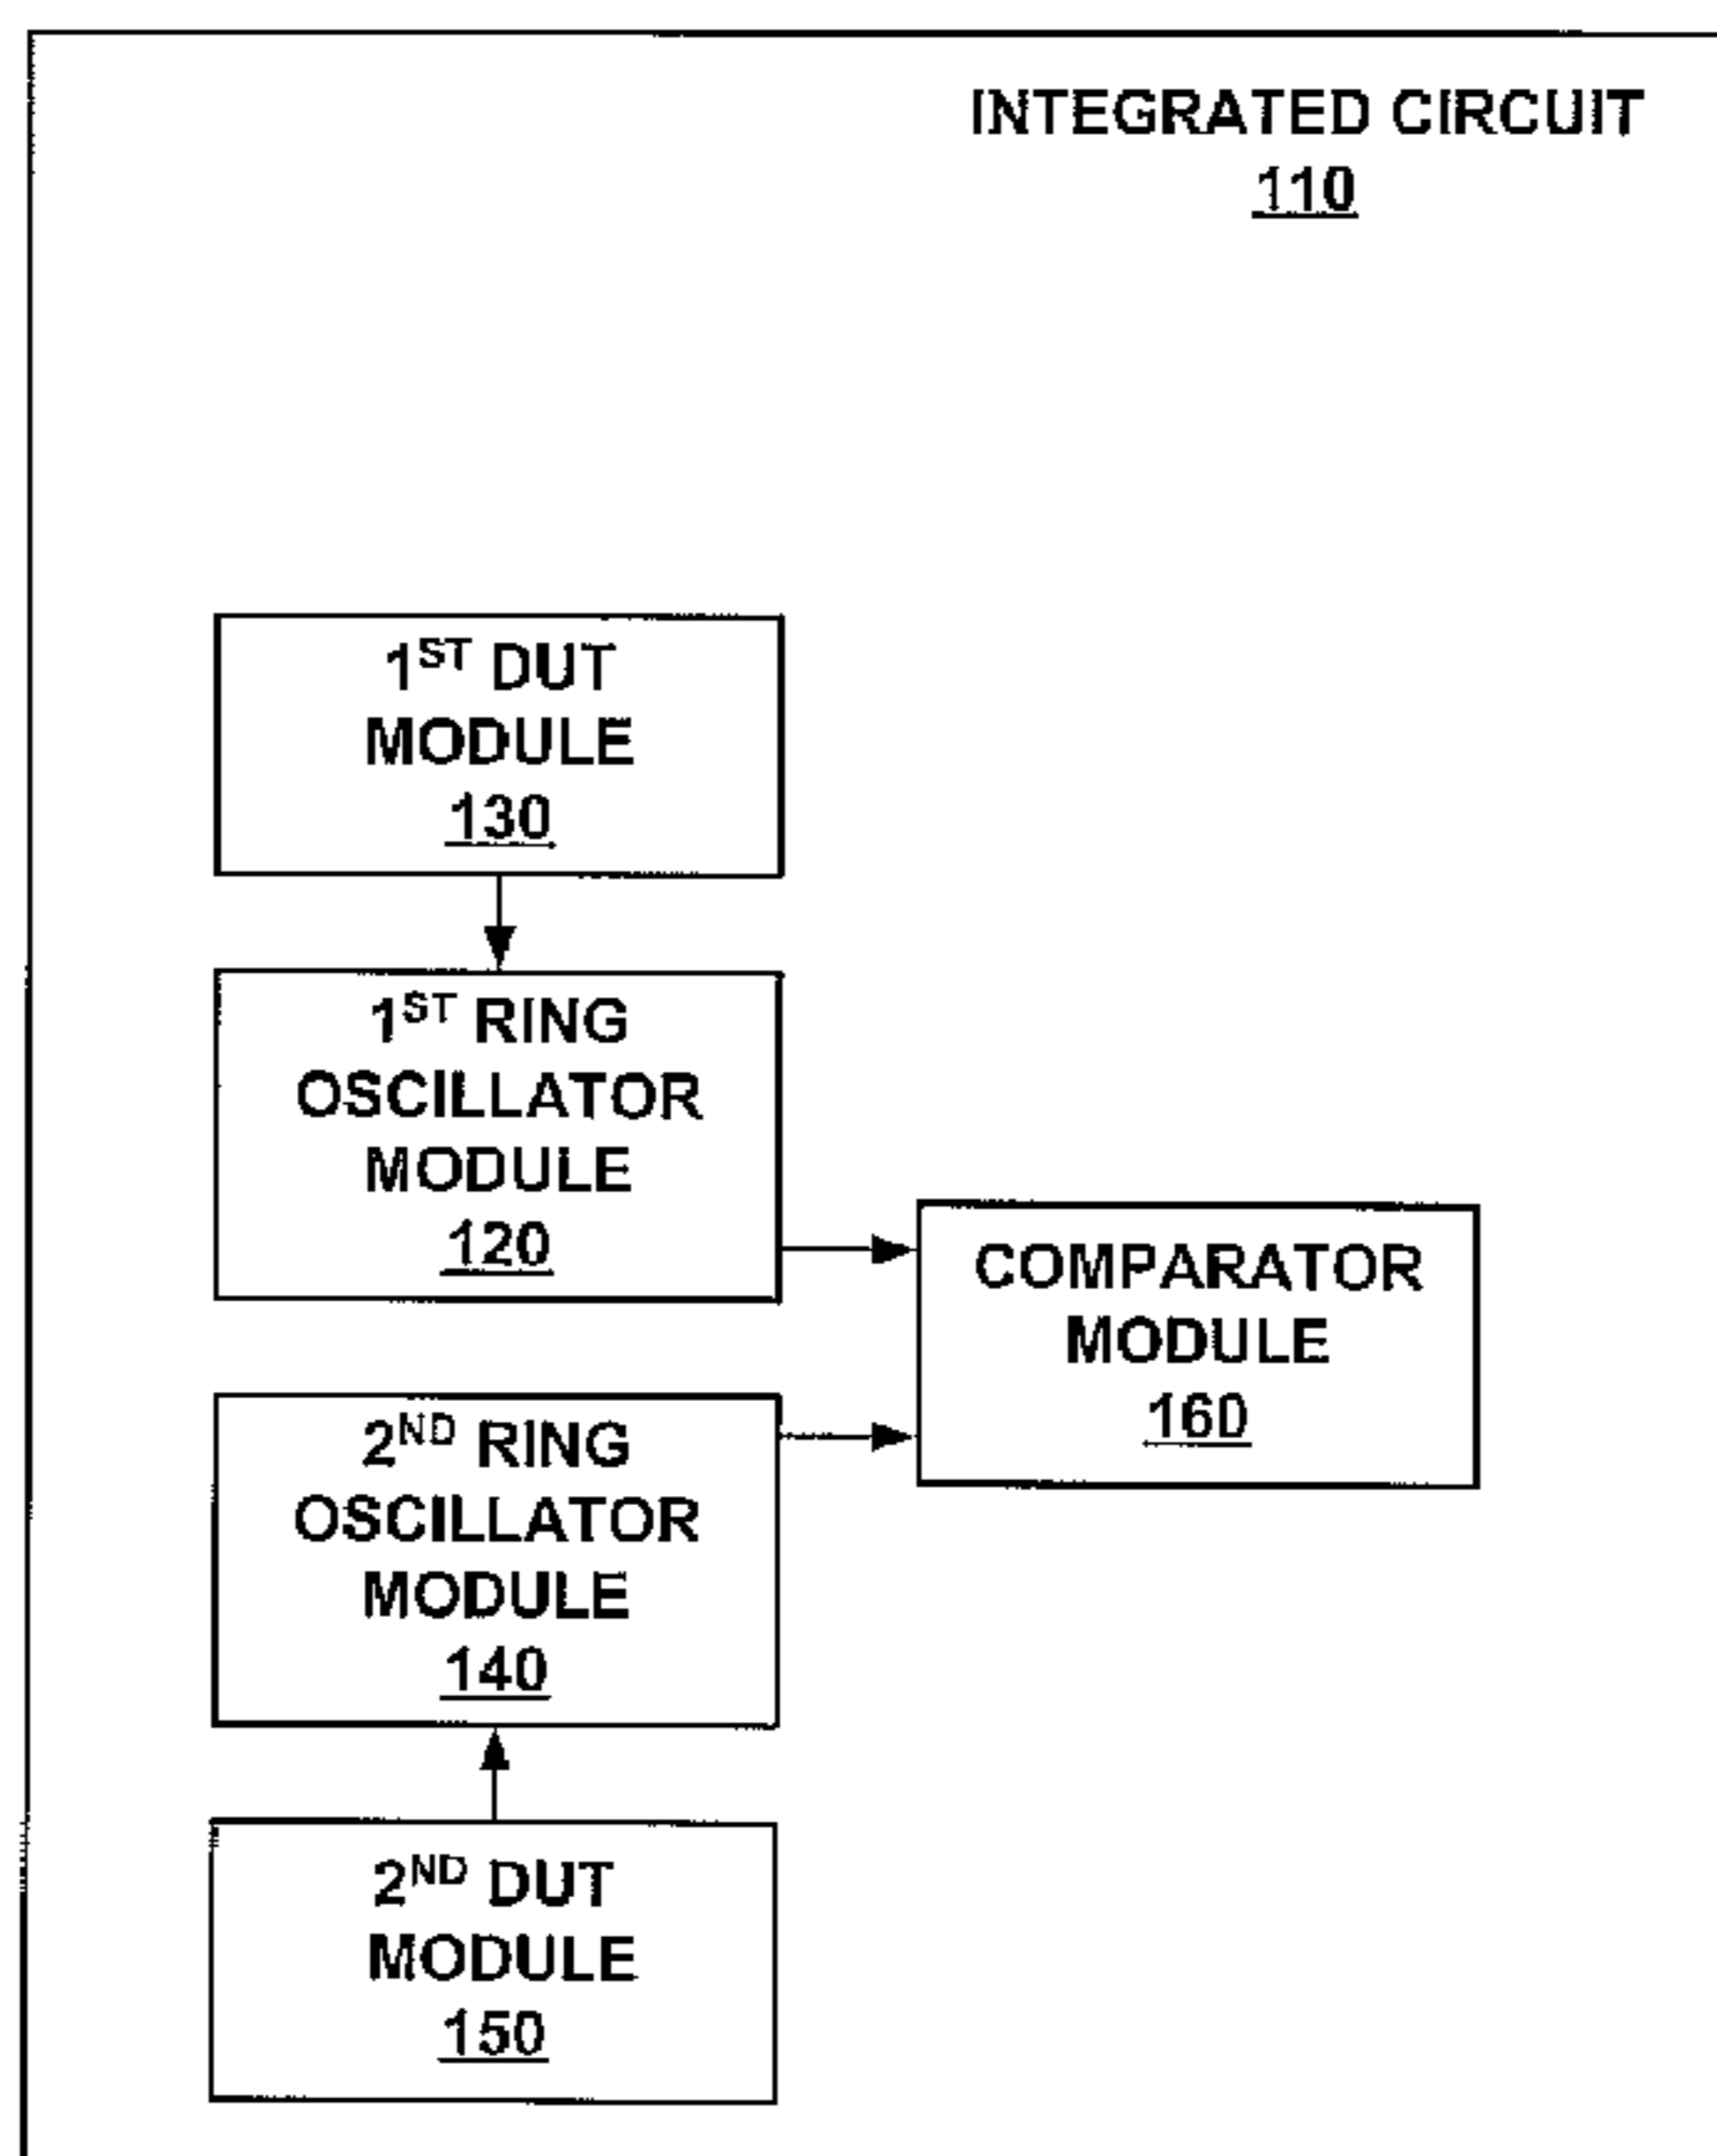 INTEGRATED CIRCUIT
110
1ST DUT
MODULE
130
1ST RING
OSCILLATOR
MODULE
120
COMPARATOR
MODULE
160
2ND RING
OSCILLATOR
MODULE
140
2ND DUT
MODULE
150